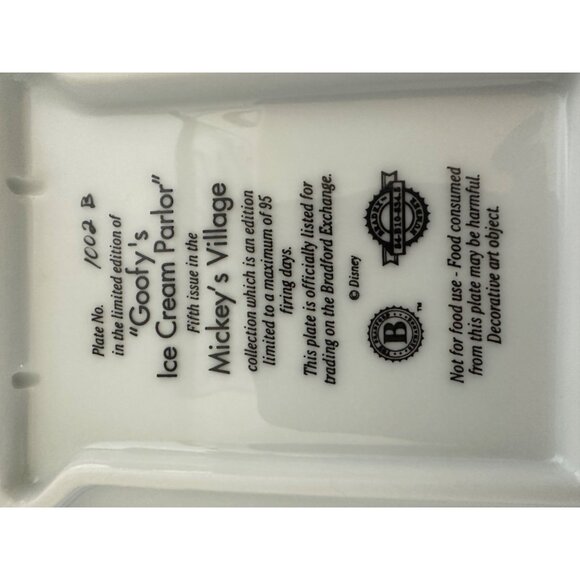 Plate No. 1002 B
in the limited edition of
"Goofy's
Ice Cream Parlor"
Fifth issue in the
Mickey's Village
collection which is an edition
limited to a maximum of 95
firing days.
This plate is officially listed for
trading on the Bradford Exchange.
© Disney
B
™
Not for food use - Food consumed
from this plate may be harmful.
Decorative art object.